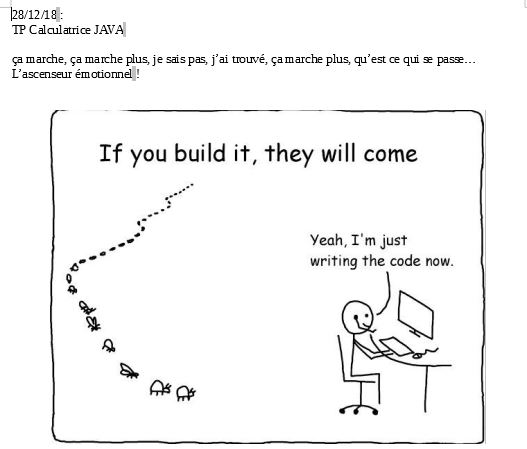 28/12/18 :
TP Calculatrice JAVA
ça marche, ça marche plus, je sais pas, j’ai trouvé, ça marche plus, qu’est ce qui se passe…
L’ascenseur émotionnel !
If you build it, they will come
Yeah, I'm just
writing the code now.